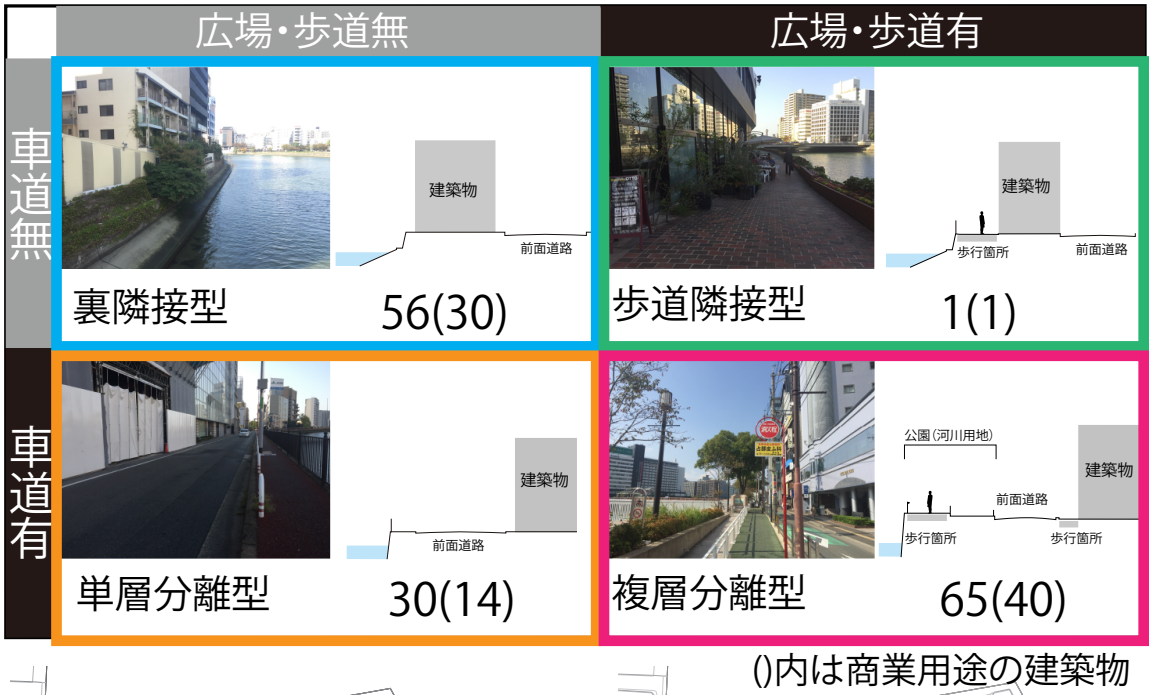 広場・歩道無
広場・歩道有
車道無
建築物
前面道路
裏隣接型
56(30)
建築物
歩行箇所
前面道路
歩道隣接型
1(1)
車道有
建築物
前面道路
単層分離型
30(14)
公園(河川用地)
建築物
前面道路
歩行箇所
歩行箇所
複層分離型
65(40)
()内は商業用途の建築物